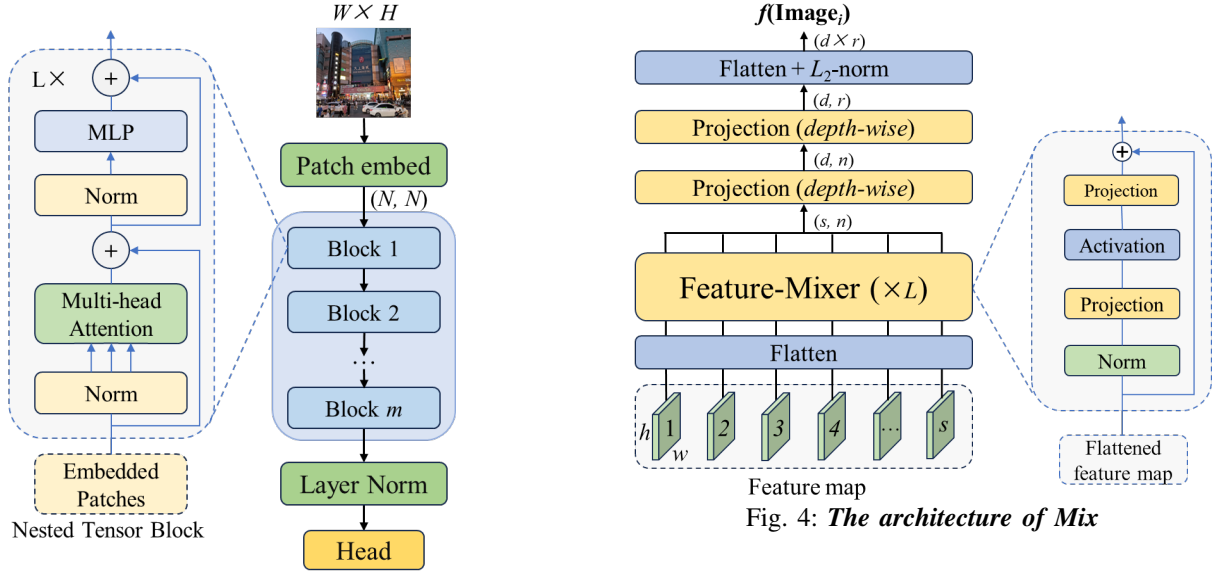 L ×
+
MLP
Norm
+
Multi-head
Attention
Norm
Embedded
Patches
Nested Tensor Block
W × H
Patch embed
(N, N)
Block 1
Block 2
...
Block m
Layer Norm
Head
f(Image_i)
(d × r)
Flatten + L_2-norm
(d, r)
Projection (depth-wise)
(d, n)
Projection (depth-wise)
(s, n)
Feature-Mixer (×L)
Flatten
h
1
w
2
3
4
...
s
Feature map
+
Projection
Activation
Projection
Norm
Flattened
feature map
Fig. 4: The architecture of Mix